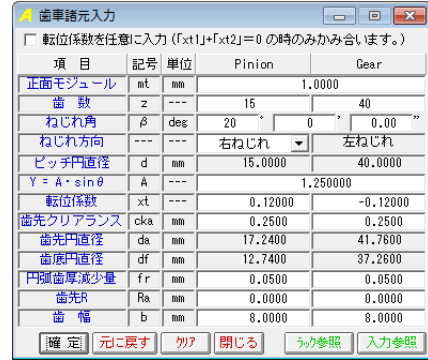 歯車諸元入力
転位係数を任意に入力(「xt1」+「xt2」=0 の時のみかみ合います。)
項 目 記号 単位 Pinion Gear
正面モジュール mt mm 1.0000
歯 数 z --- 15 40
ねじれ角 β deg 20 ° 0 ' 0.00 "
ねじれ方向 --- --- 右ねじれ 左ねじれ
ピッチ円直径 d mm 15.0000 40.0000
Y = A・sinθ A --- 1.250000
転位係数 xt --- 0.12000 -0.12000
歯先クリアランス cka mm 0.2500 0.2500
歯先円直径 da mm 17.2400 41.7600
歯底円直径 df mm 12.7400 37.2600
円弧歯厚減少量 fr mm 0.0500 0.0500
歯先R Ra mm 0.0000 0.0000
歯 幅 b mm 8.0000 8.0000
確 定 元に戻す クリア 閉じる ラック参照 入力参照